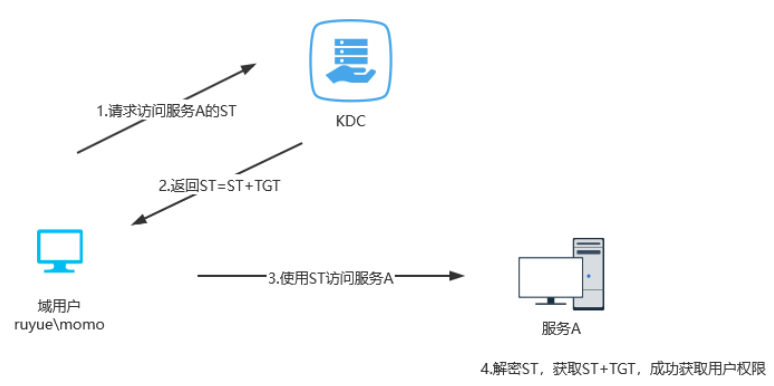 1.请求访问服务A的ST
KDC
2.返回ST=ST+TGT
3.使用ST访问服务A
域用户
ruyue\momo
服务A
4.解密ST，获取ST+TGT，成功获取用户权限